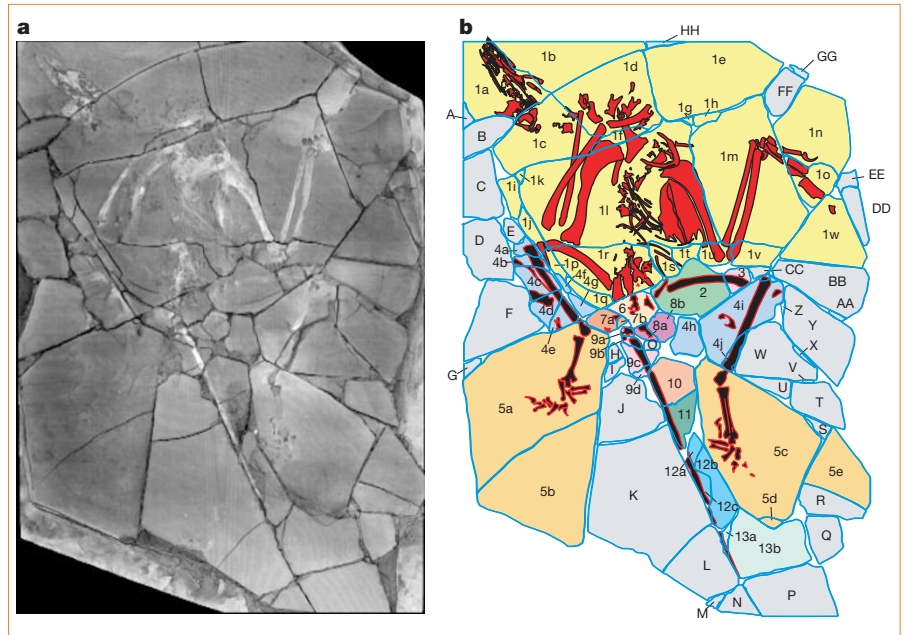 a
b
HH
1b
1e
1d
GG
1a
FF
A
1g
1h
B
1f
1n
1c
1m
1o
EE
C
1i
1k
DD
1l
1j
1w
E
D
4a
1r
1t
1u
1v
4b
1p
1s
3
CC
4f
4c
4g
2
BB
1q
8b
4i
AA
6
4d
7a
7b
Z
F
8a
4h
Y
9a
4e
9b
O
4j
X
H
9c
W
I
V
G
9d
10
U
5a
J
T
11
S
5c
12a
12b
5e
5b
K
5d
R
12c
13a
Q
13b
L
P
N
M